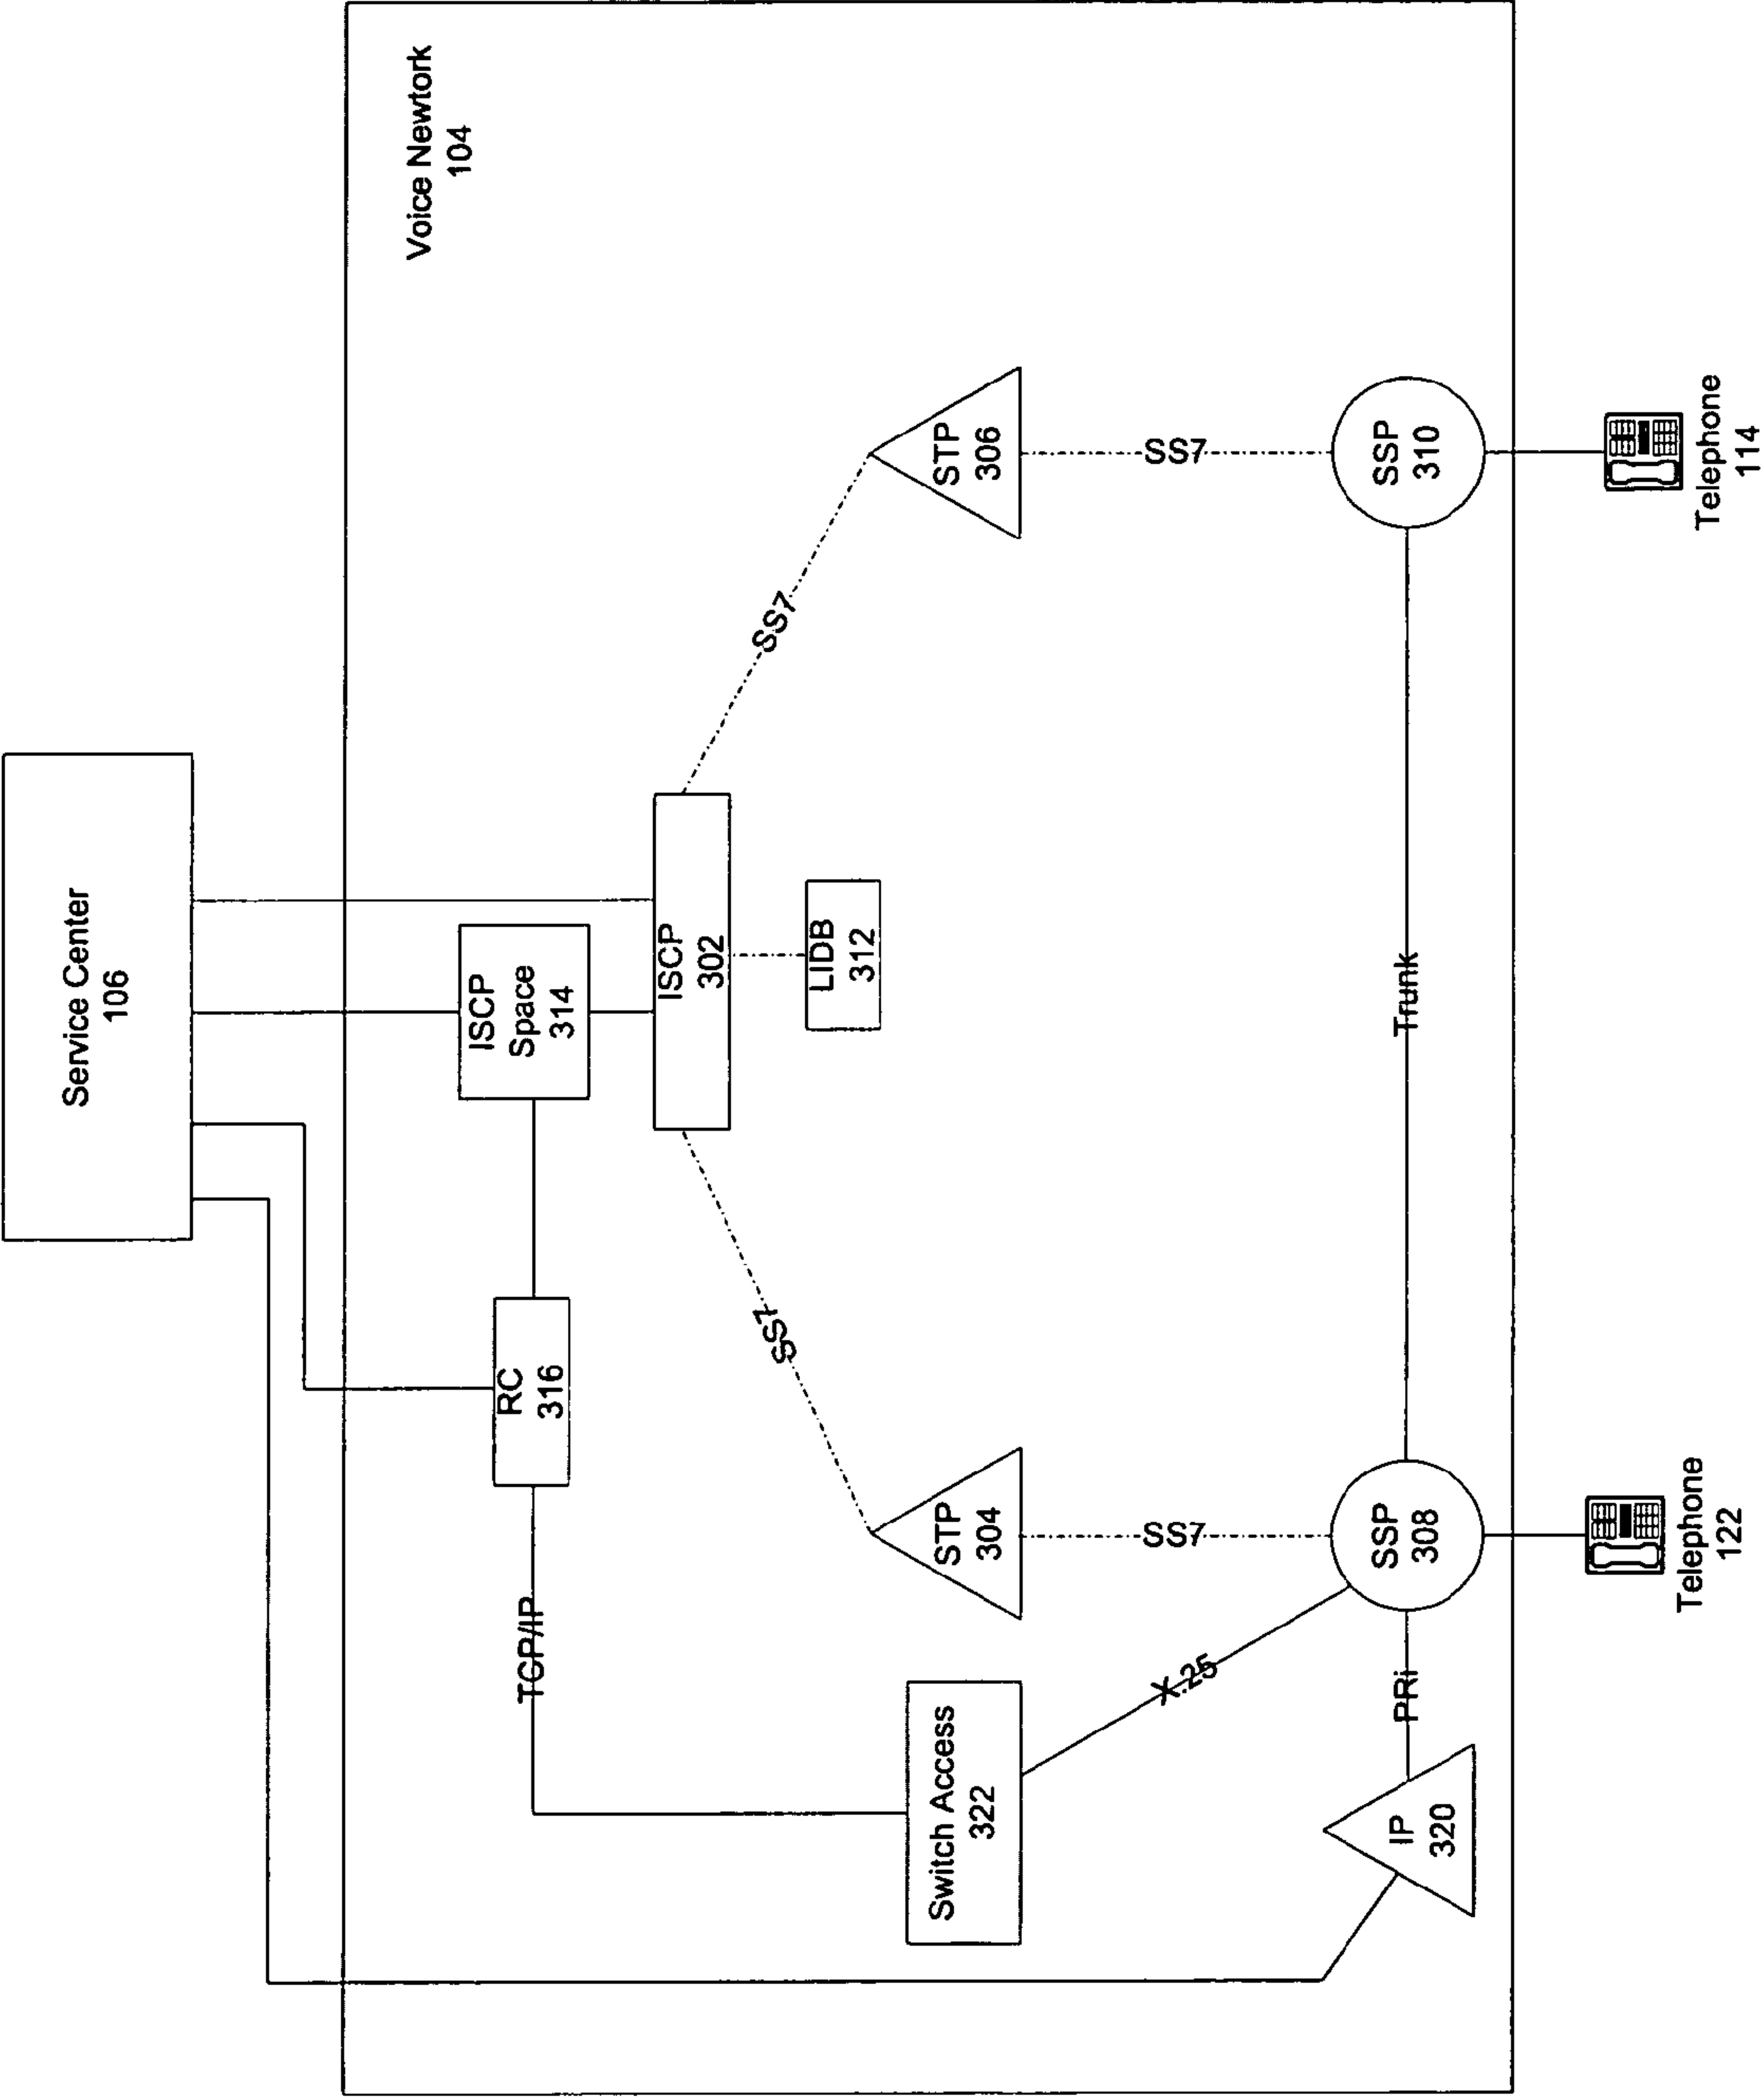 Service Center
106
Voice Newtork
104
ISCP
Space
314
RC
316
TCP/IP
ISCP
302
LIDB
312
SS7
SS7
Switch Access
322
STP
304
STP
306
X.25
SS7
SS7
IP
320
PRi
SSP
308
Trunk
SSP
310
Telephone
122
Telephone
114